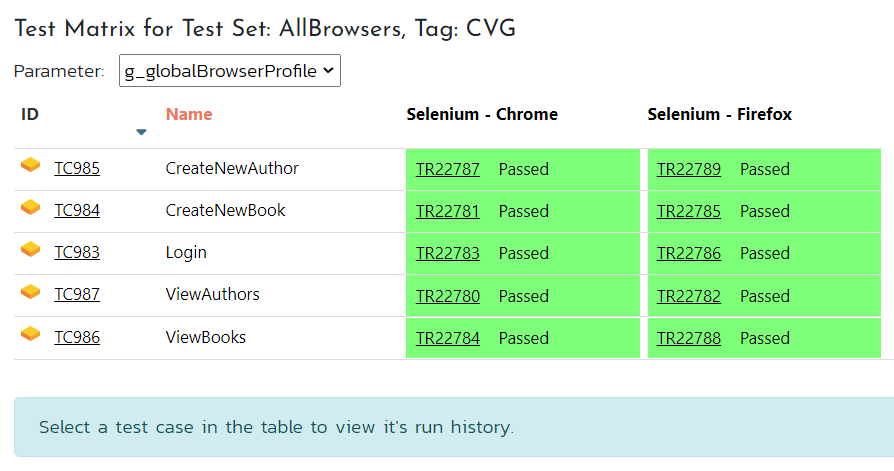 Test Matrix for Test Set: AllBrowsers, Tag: CVG
Parameter: g_globalBrowserProfile
ID Name Selenium - Chrome Selenium - Firefox
TC985 CreateNewAuthor TR22787 Passed TR22789 Passed
TC984 CreateNewBook TR22781 Passed TR22785 Passed
TC983 Login TR22783 Passed TR22786 Passed
TC987 ViewAuthors TR22780 Passed TR22782 Passed
TC986 ViewBooks TR22784 Passed TR22788 Passed
Select a test case in the table to view it's run history.